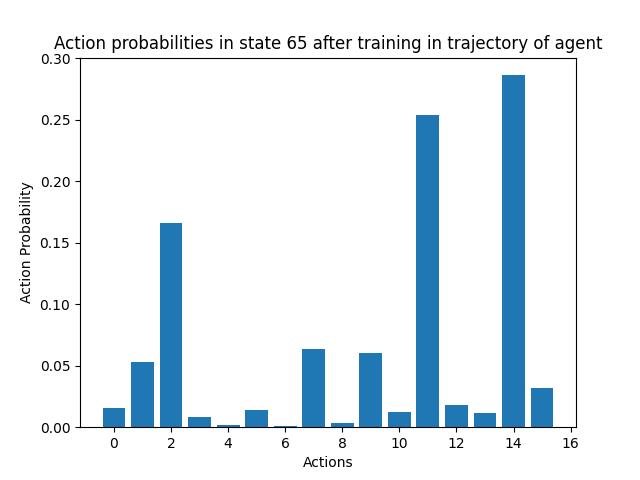 Action probabilities in state 65 after training in trajectory of agent
0.30
0.25
0.20
0.15
0.10
0.05
0.00
Action Probability
0 2 4 6 8 10 12 14 16
Actions